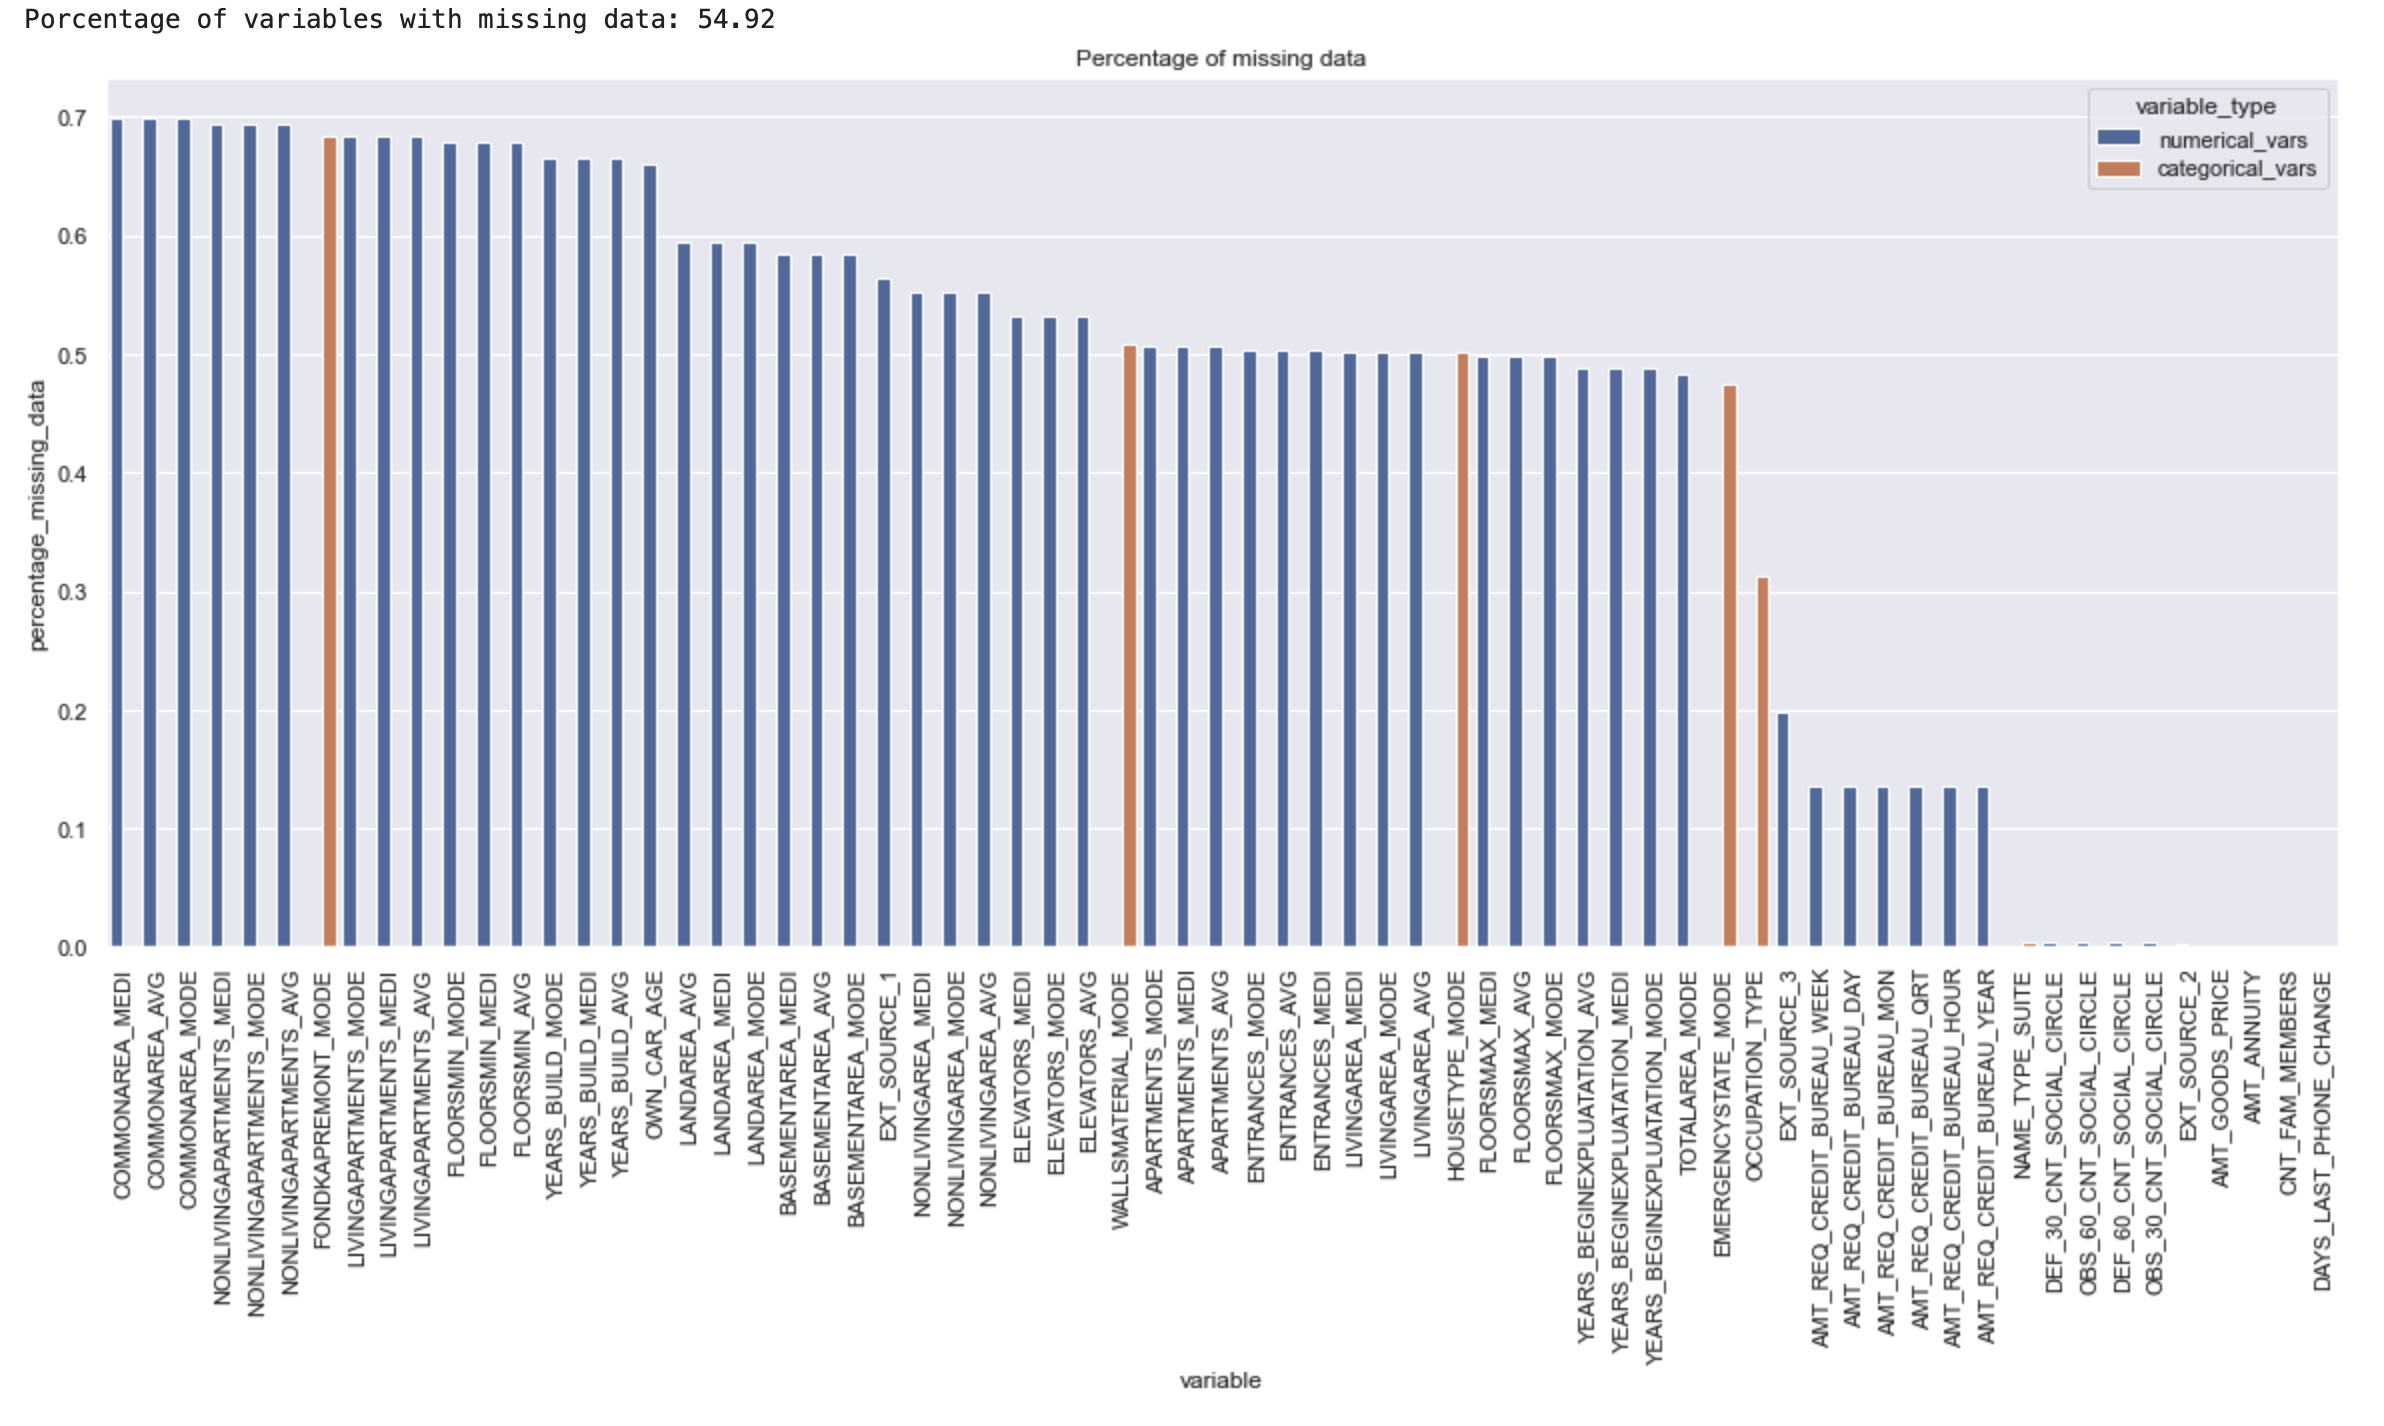 Porcentage of variables with missing data: 54.92
Percentage of missing data
variable_type
numerical_vars
categorical_vars
percentage_missing_data
0.7
0.6
0.5
0.4
0.3
0.2
0.1
0.0
COMMONAREA_MEDI
COMMONAREA_AVG
COMMONAREA_MODE
NONLIVINGAPARTMENTS_MEDI
NONLIVINGAPARTMENTS_MODE
NONLIVINGAPARTMENTS_AVG
FONDKAPREMONT_MODE
LIVINGAPARTMENTS_MODE
LIVINGAPARTMENTS_MEDI
LIVINGAPARTMENTS_AVG
FLOORSMIN_MODE
FLOORSMIN_MEDI
FLOORSMIN_AVG
YEARS_BUILD_MODE
YEARS_BUILD_MEDI
YEARS_BUILD_AVG
OWN_CAR_AGE
LANDAREA_AVG
LANDAREA_MEDI
LANDAREA_MODE
BASEMENTAREA_MEDI
BASEMENTAREA_AVG
BASEMENTAREA_MODE
EXT_SOURCE_1
NONLIVINGAREA_MEDI
NONLIVINGAREA_MODE
NONLIVINGAREA_AVG
ELEVATORS_MEDI
ELEVATORS_MODE
ELEVATORS_AVG
WALLSMATERIAL_MODE
APARTMENTS_MODE
APARTMENTS_MEDI
APARTMENTS_AVG
ENTRANCES_MODE
ENTRANCES_AVG
ENTRANCES_MEDI
LIVINGAREA_MEDI
LIVINGAREA_MODE
LIVINGAREA_AVG
HOUSETYPE_MODE
FLOORSMAX_MEDI
FLOORSMAX_AVG
FLOORSMAX_MODE
YEARS_BEGINEXPLUATATION_AVG
YEARS_BEGINEXPLUATATION_MEDI
YEARS_BEGINEXPLUATATION_MODE
TOTALAREA_MODE
EMERGENCYSTATE_MODE
OCCUPATION_TYPE
EXT_SOURCE_3
AMT_REQ_CREDIT_BUREAU_WEEK
AMT_REQ_CREDIT_BUREAU_DAY
AMT_REQ_CREDIT_BUREAU_MON
AMT_REQ_CREDIT_BUREAU_QRT
AMT_REQ_CREDIT_BUREAU_HOUR
AMT_REQ_CREDIT_BUREAU_YEAR
NAME_TYPE_SUITE
DEF_30_CNT_SOCIAL_CIRCLE
OBS_60_CNT_SOCIAL_CIRCLE
DEF_60_CNT_SOCIAL_CIRCLE
OBS_30_CNT_SOCIAL_CIRCLE
EXT_SOURCE_2
AMT_GOODS_PRICE
AMT_ANNUITY
CNT_FAM_MEMBERS
DAYS_LAST_PHONE_CHANGE
variable